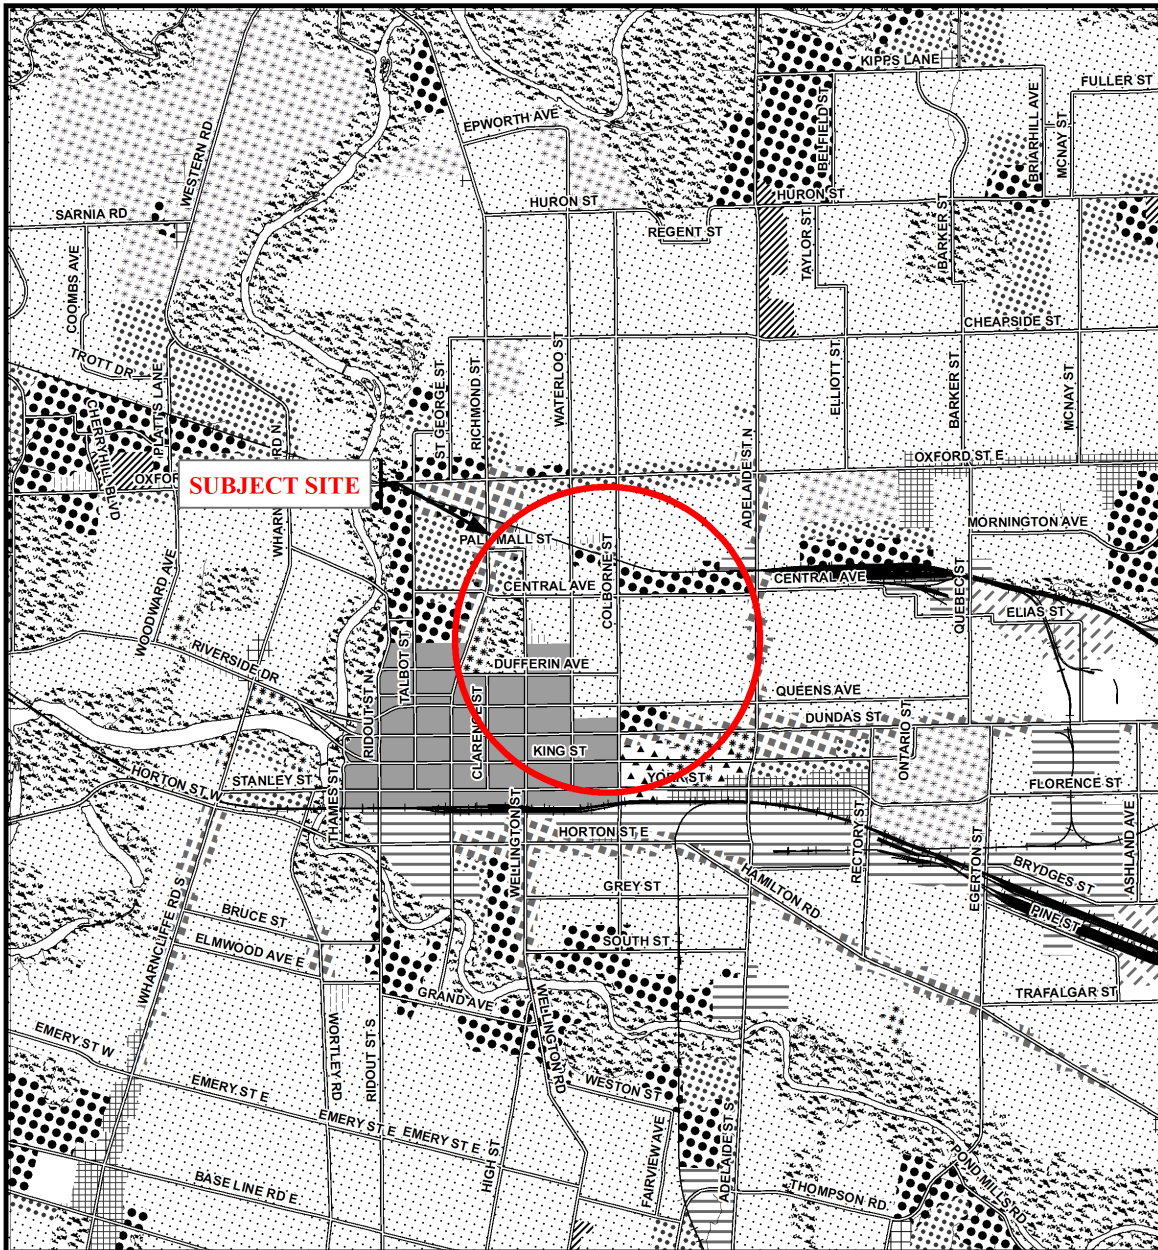 KIPPS LANE
FULLER ST
EPWORTH AVE
BELFIELD ST
BRIARHILL AVE
MCNAY ST
WESTERN RD
HURON ST
HURON ST
SARNIA RD
REGENT ST
TAYLOR ST
BARKER ST
COOMBS AVE
CHEAPSIDE ST
TROTT DR
PLATT'S LANE
ST GEORGE ST
RICHMOND ST
WATERLOO ST
ELLIOTT ST
BARKER ST
MCNAY ST
CHERRYHILL BLVD
RD N
ADELAIDE ST N
OXFORD ST E
OXFOR
SUBJECT SITE
WHARN
MORNINGTON AVE
PALL MALL ST
COLBORNE ST
CENTRAL AVE
CENTRAL AVE
QUEBEC ST
ELIAS ST
WOODWARD AVE
RIVERSIDE DR
TALBOT ST
DUFFERIN AVE
QUEENS AVE
RIDOUT ST N
CLARENCE ST
DUNDAS ST
ONTARIO ST
KING ST
HORTON ST W
STANLEY ST
YORK ST
FLORENCE ST
THAMES ST
WELLINGTON ST
HORTON ST E
RECTORY ST
EGERTON ST
ASHLAND AVE
BRYDGES ST
GREY ST
HAMILTON RD
PINE ST
WHARNCLIFFE RD S
BRUCE ST
ELMWOOD AVE E
SOUTH ST
GRAND AVE
WELLINGTON RD
TRAFALGAR ST
EMERY ST W
WORTLEY RD
RIDOUT ST S
EMERY ST E
WESTON ST
EMERY ST E
EMERY ST E
HIGH ST
FAIRVIEW AVE
ADELAIDE ST S
POND MILLS RD
BASE LINE RD E
THOMPSON RD